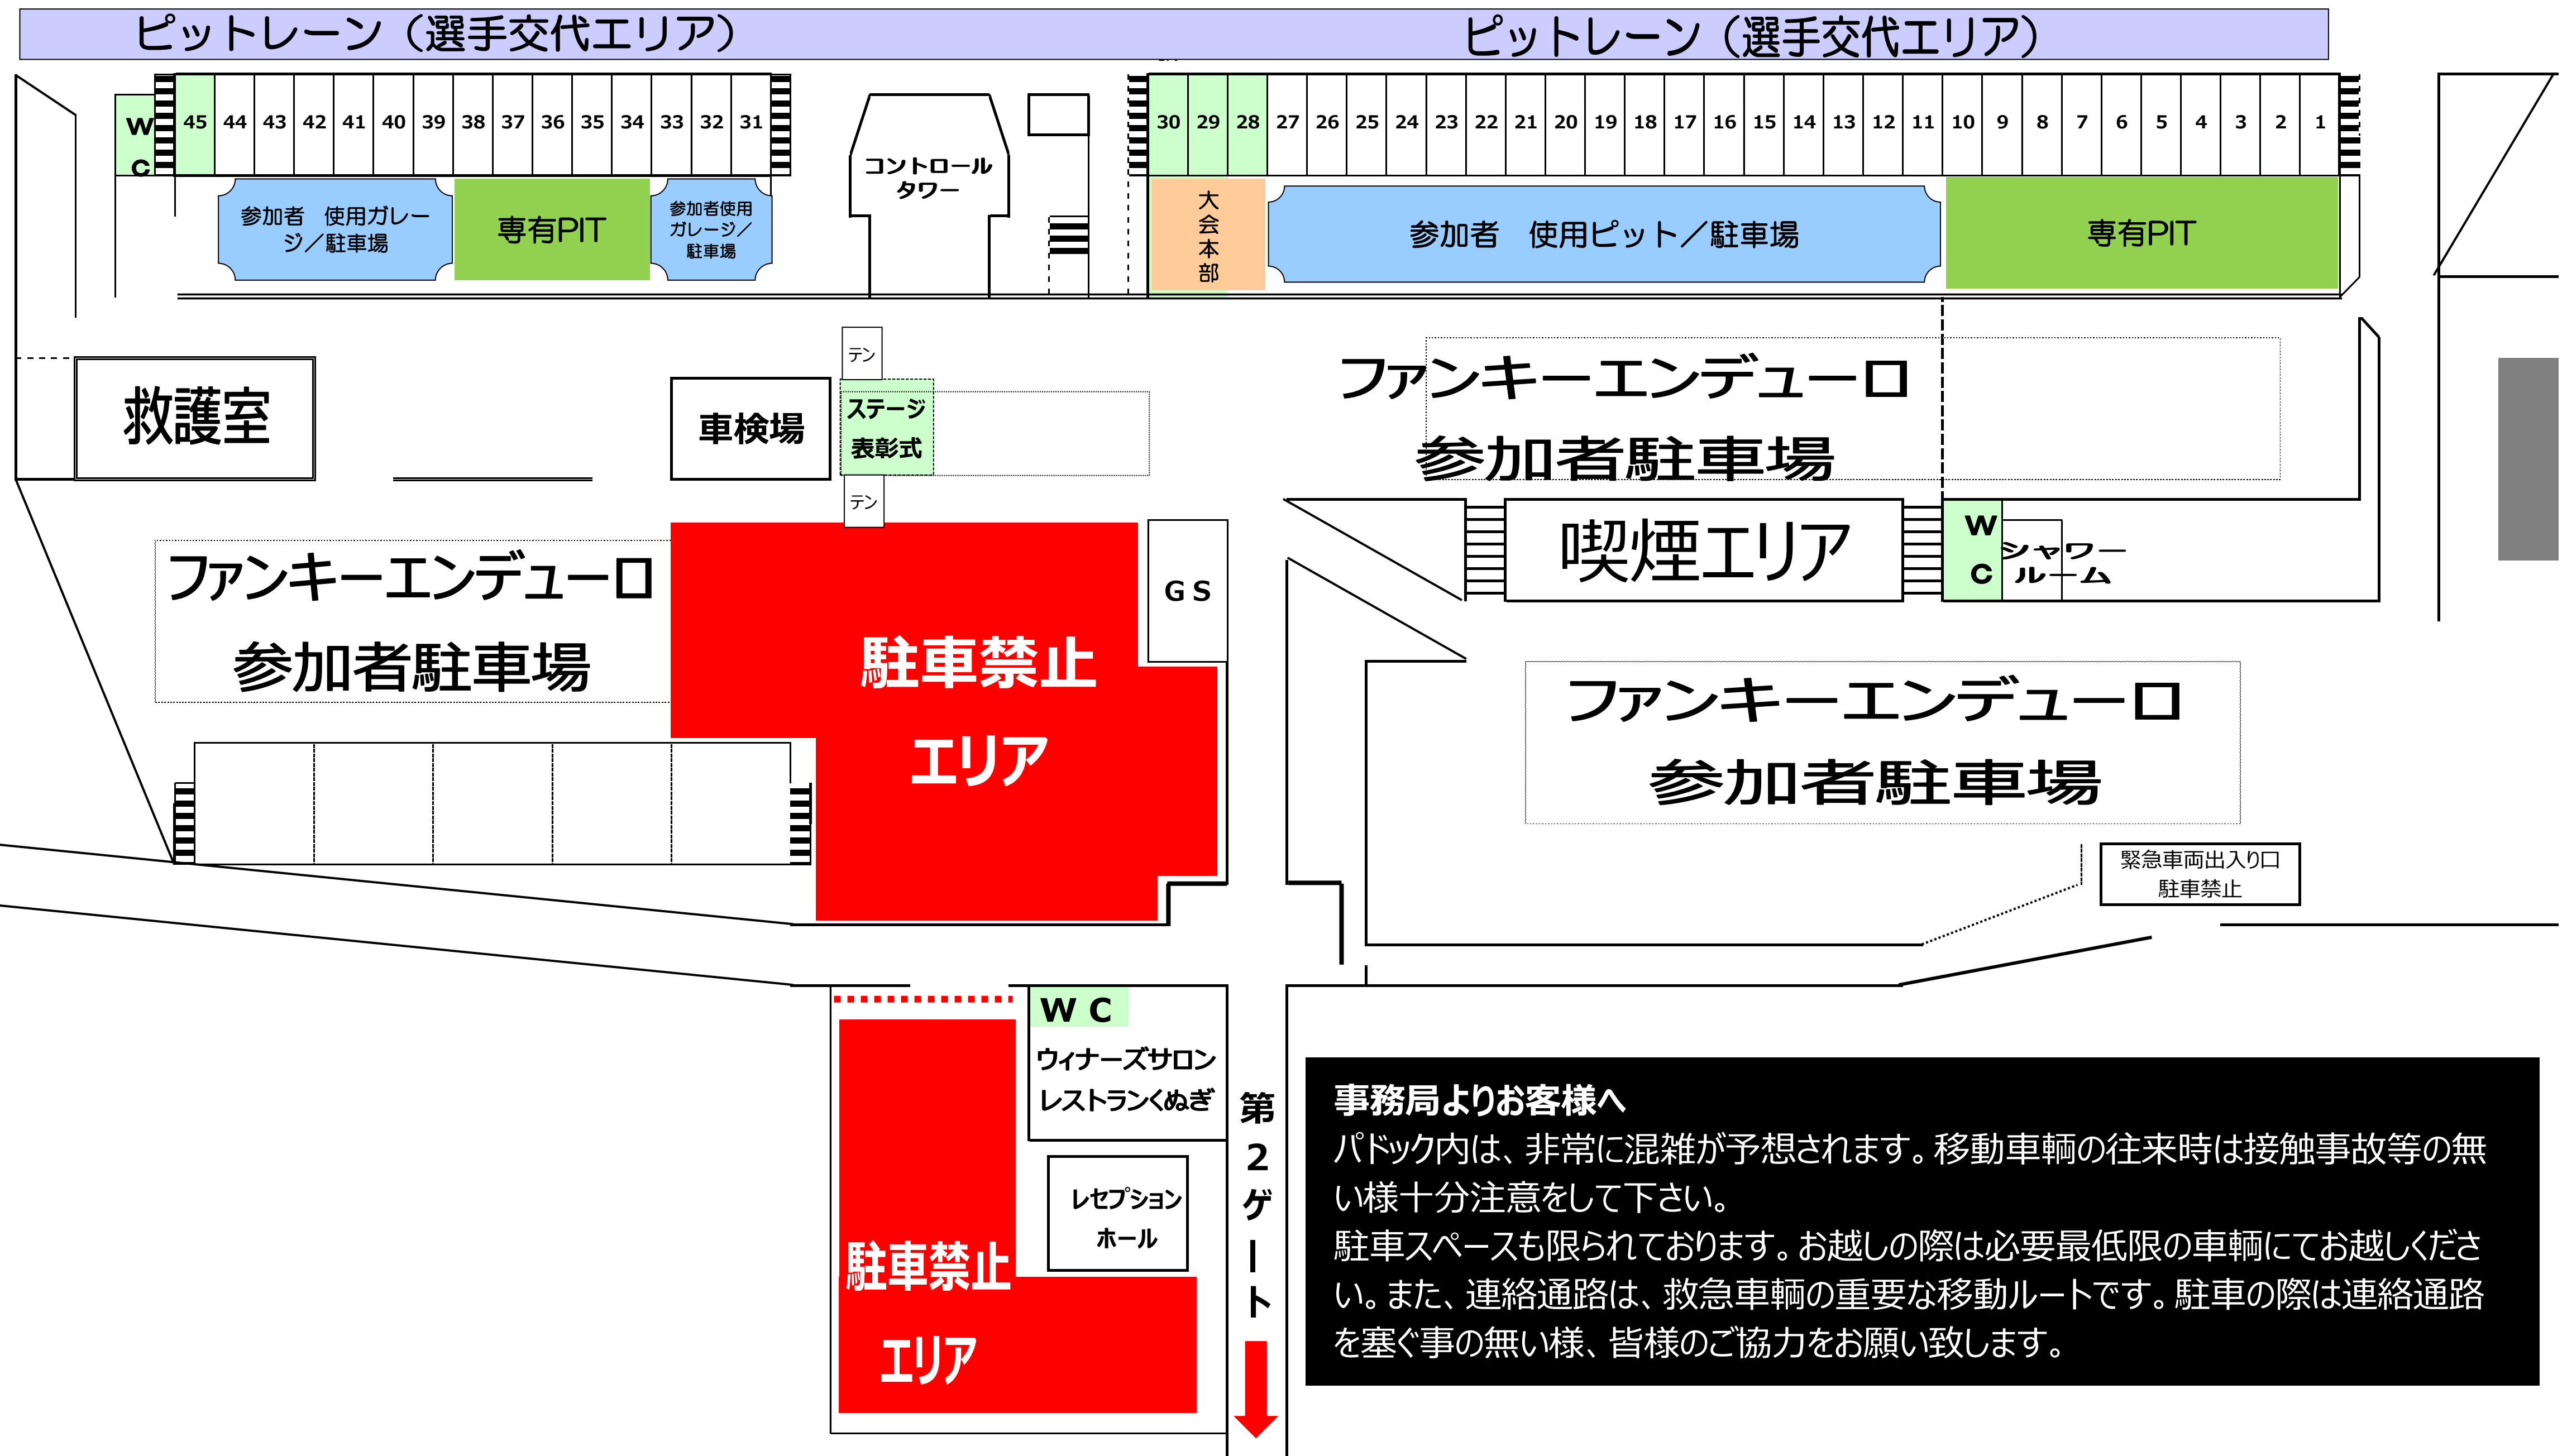 ピットレーン（選手交代エリア）
ピットレーン（選手交代エリア）
W
C
45 44 43 42 41 40 39 38 37 36 35 34 33 32 31
30 29 28 27 26 25 24 23 22 21 20 19 18 17 16 15 14 13 12 11 10 9 8 7 6 5 4 3 2 1
コントロール
タワー
参加者　使用ガレー
ジ／駐車場
専有PIT
参加者使用
ガレージ／
駐車場
大
会
本
部
参加者　使用ピット／駐車場
専有PIT
救護室
車検場
テン
ステージ
表彰式
テン
ファンキーエンデューロ
参加者駐車場
ファンキーエンデューロ
参加者駐車場
駐車禁止
エリア
GS
喫煙エリア
W
C
シャワー
ルーム
ファンキーエンデューロ
参加者駐車場
緊急車両出入り口
駐車禁止
WC
ウィナーズサロン
レストランくぬぎ
レセプション
ホール
駐車禁止
エリア
第
2
ゲ
ー
ト
事務局よりお客様へ
パドック内は、非常に混雑が予想されます。移動車輌の往来時は接触事故等の無
い様十分注意をして下さい。
駐車スペースも限られております。お越しの際は必要最低限の車輌にてお越しくださ
い。また、連絡通路は、救急車輌の重要な移動ルートです。駐車の際は連絡通路
を塞ぐ事の無い様、皆様のご協力をお願い致します。